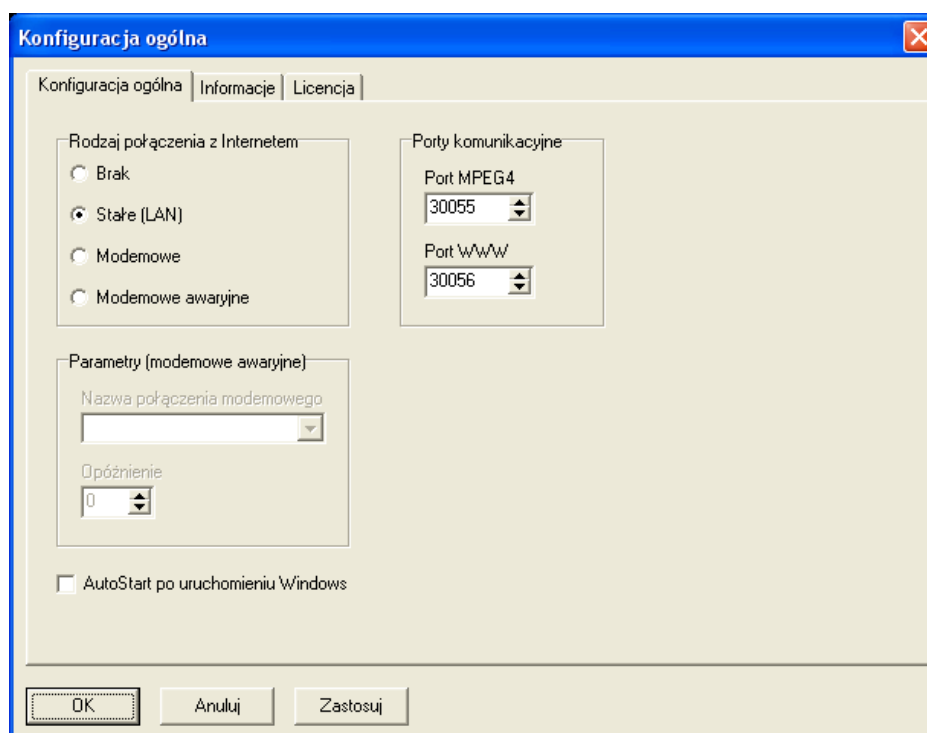 Konfiguracja ogólna
Konfiguracja ogólna Informacje Licencja
Rodzaj połączenia z Internetem
Brak
Stałe (LAN)
Modemowe
Modemowe awaryjne
Porty komunikacyjne
Port MPEG4
30055
Port WWW
30056
Parametry (modemowe awaryjne)
Nazwa połączenia modemowego
Opóźnienie
0
AutoStart po uruchomieniu Windows
OK Anuluj Zastosuj